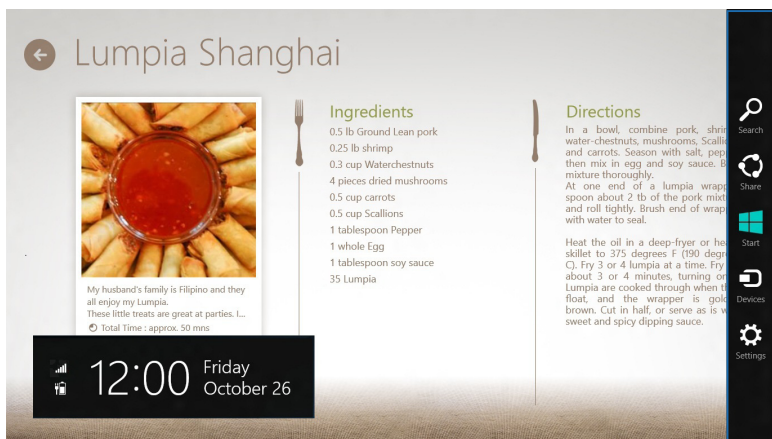 Lumpia Shanghai
My husband's family is Filipino and they
all enjoy my Lumpia.
These little treats are great at parties. I...
Total Time : approx. 50 mns
Ingredients
0.5 lb Ground Lean pork
0.25 lb shrimp
0.3 cup Waterchestnuts
4 pieces dried mushrooms
0.5 cup carrots
0.5 cup Scallions
1 tablespoon Pepper
1 whole Egg
1 tablespoon soy sauce
35 Lumpia
Directions
In a bowl, combine pork,
water-chestnuts, mushrooms,
and carrots. Season with salt,
then mix in egg and soy sauce.
mixture thoroughly.
At one end of a lumpia
spoon about 2 tb of the pork
and roll tightly. Brush end of
with water to seal.
Heat the oil in a deep-fryer or
skillet to 375 degrees F (190
C). Fry 3 or 4 lumpia at a time. Fry
about 3 or 4 minutes, turning
Lumpia are cooked through when
float, and the wrapper is
brown. Cut in half, or serve as is
sweet and spicy dipping sauce.
Search
Share
Start
Devices
Settings
12:00
Friday
October 26